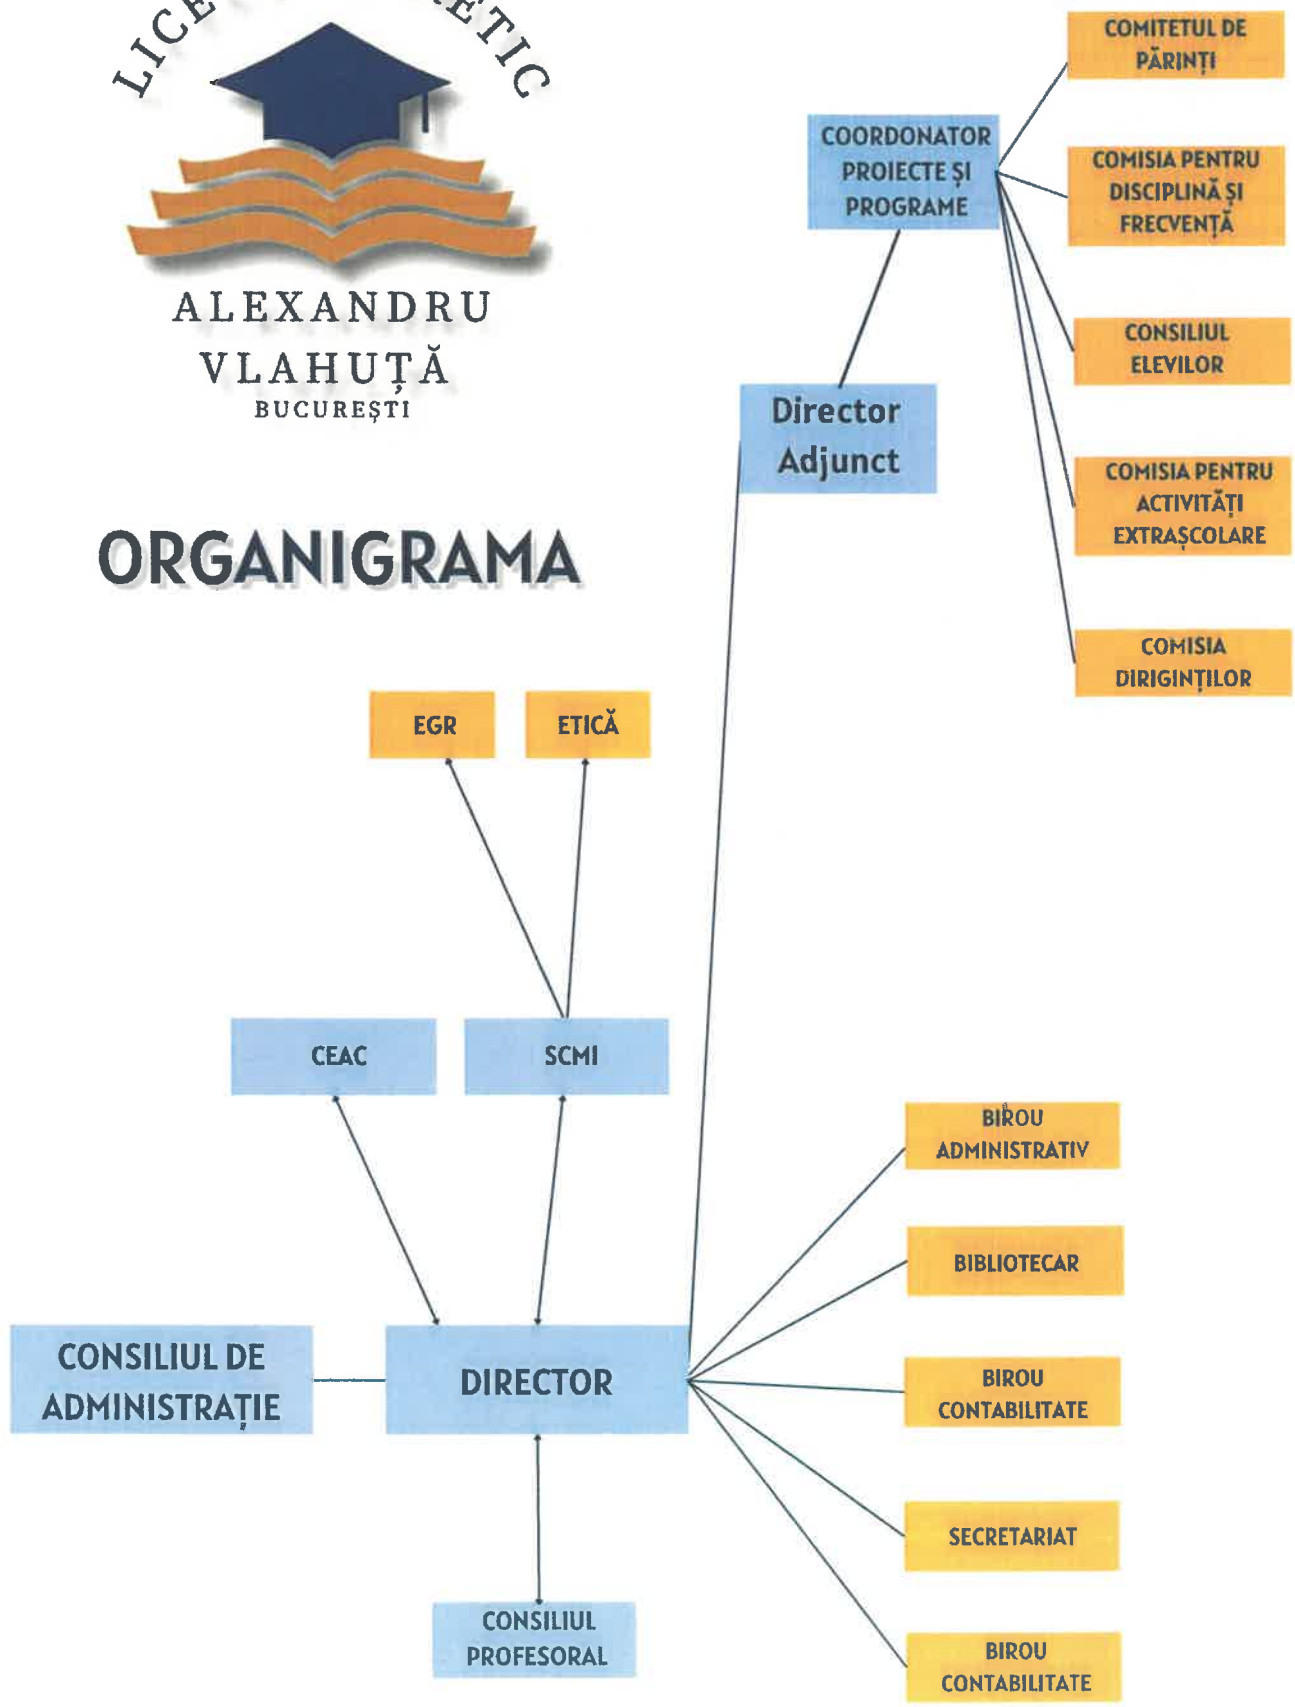 ALEXANDRU
VLAHUȚĂ
BUCUREȘTI
ORGANIGRAMA
COMITETUL DE
PĂRINȚI
COORDONATOR
PROIECTE ȘI
PROGRAME
COMISIA PENTRU
DISCIPLINĂ ȘI
FRECVENȚĂ
CONSILIUL
ELEVILOR
Director
Adjunct
COMISIA PENTRU
ACTIVITĂȚI
EXTRAȘCOLARE
COMISIA
DIRIGINȚILOR
EGR
ETICĂ
CEAC
SCMI
BIROU
ADMINISTRATIV
BIBLIOTECAR
CONSILIUL DE
ADMINISTRAȚIE
DIRECTOR
BIROU
CONTABILITATE
SECRETARIAT
CONSILIUL
PROFESORAL
BIROU
CONTABILITATE